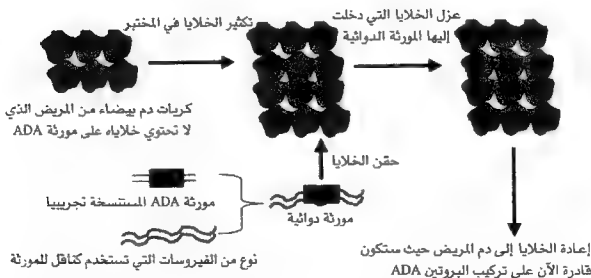 تكثير الخلايا في المختبر
عزل الخلايا التي دخلت
إليها المورثة الدوائية
كريات دم بيضاء من المريض الذي
لا تحتوي خلاياه على مورثة ADA
حقن الخلايا
مورثة ADA المستنسخة تجريبيا
مورثة دوائية
نوع من الفيروسات التي تستخدم كناقل للمورثة
إعادة الخلايا إلى دم المريض حيث ستكون
قادرة الآن على تركيب البروتين ADA